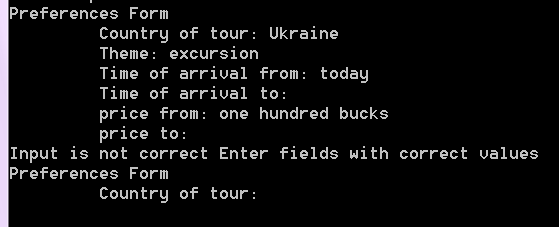 Preferences Form
Country of tour: Ukraine
Theme: excursion
Time of arrival from: today
Time of arrival to:
price from: one hundred bucks
price to:
Input is not correct Enter fields with correct values
Preferences Form
Country of tour: